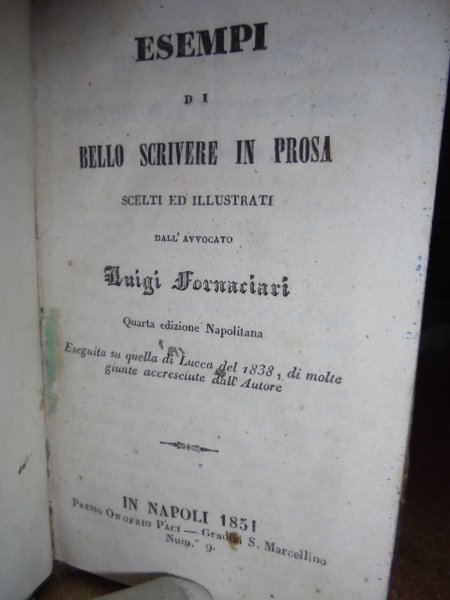 ESEMPI
DI
BELLO SCRIVERE IN PROSA
SCELTI ED ILLUSTRATI
DALL' AVVOCATO
Luigi Fornaciari
Quarta edizione Napolitana
Eseguita su quella di Lucca del 1838, di molte
giunte accresciute dall' Autore
IN NAPOLI 1851
Presso Onofrio Paci — Gradini S. Marcellino
Num.° 9.